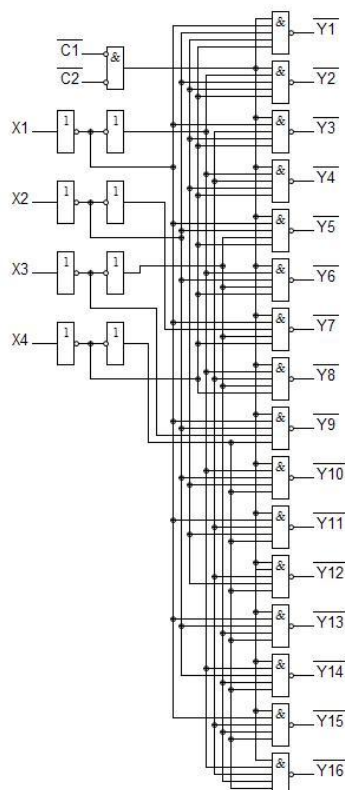 C1
C2
&
X1
1
1
X2
1
1
X3
1
1
X4
1
1
& Y1
& Y2
& Y3
& Y4
& Y5
& Y6
& Y7
& Y8
& Y9
& Y10
& Y11
& Y12
& Y13
& Y14
& Y15
& Y16